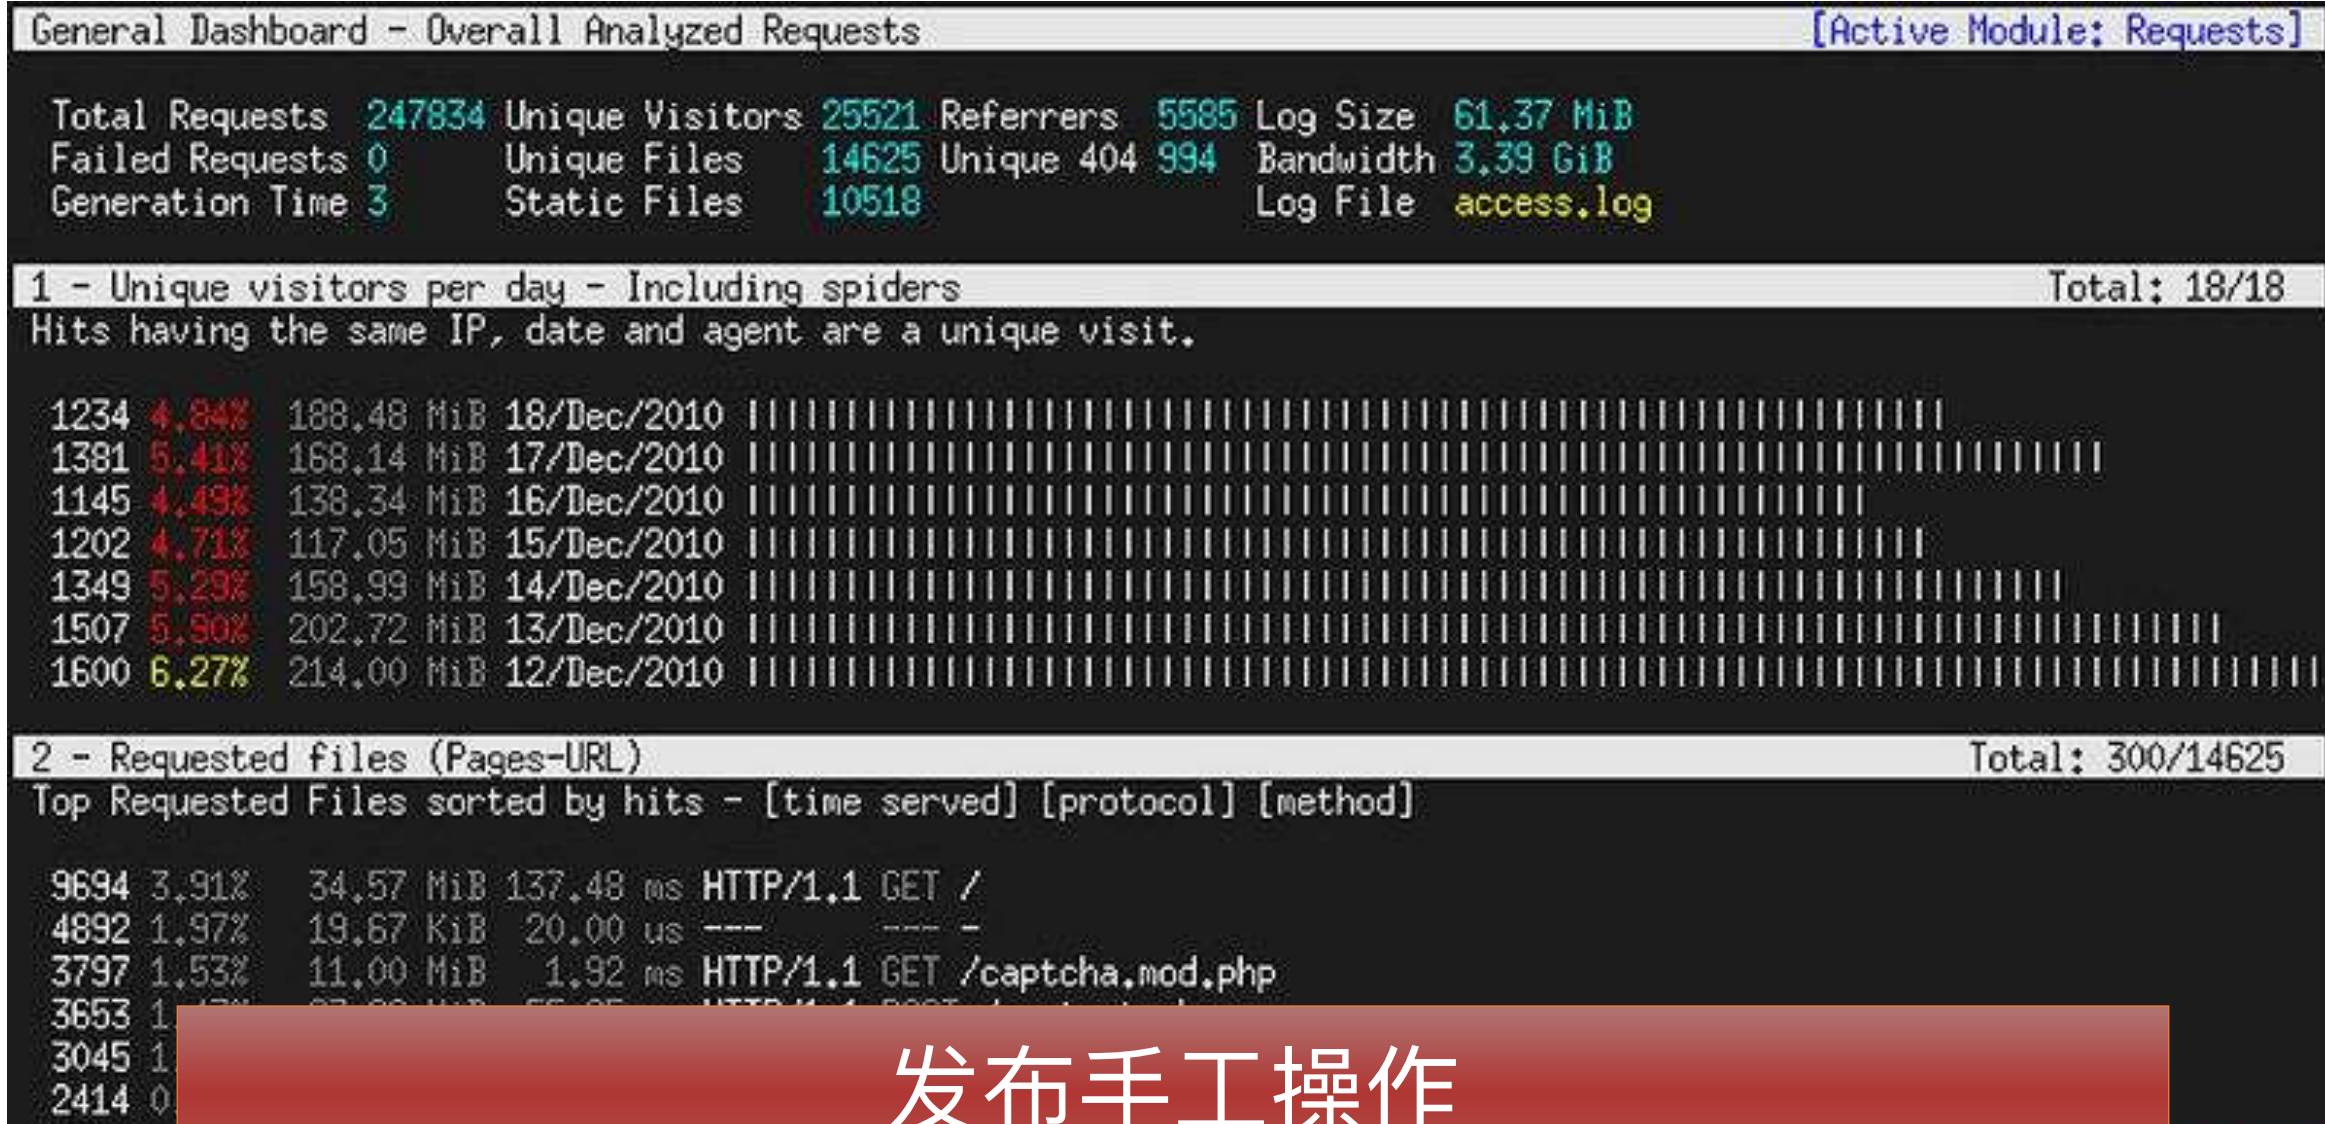 General Dashboard - Overall Analyzed Requests [Active Module: Requests]
Total Requests 247834 Unique Visitors 25521 Referrers 5585 Log Size 61.37 MiB
Failed Requests 0 Unique Files 14625 Unique 404 994 Bandwidth 3.39 GiB
Generation Time 3 Static Files 10518 Log File access.log
1 - Unique visitors per day - Including spiders Total: 18/18
Hits having the same IP, date and agent are a unique visit.
1234 4.84% 188.48 MiB 18/Dec/2010
1381 5.41% 168.14 MiB 17/Dec/2010
1145 4.49% 138.34 MiB 16/Dec/2010
1202 4.71% 117.05 MiB 15/Dec/2010
1349 5.29% 158.99 MiB 14/Dec/2010
1507 5.90% 202.72 MiB 13/Dec/2010
1600 6.27% 214.00 MiB 12/Dec/2010
2 - Requested files (Pages-URL) Total: 300/14625
Top Requested Files sorted by hits - [time served] [protocol] [method]
9694 3.91% 34.57 MiB 137.48 ms HTTP/1.1 GET /
4892 1.97% 19.67 KiB 20.00 us --- --- -
3797 1.53% 11.00 MiB 1.92 ms HTTP/1.1 GET /captcha.mod.php
3653
3045
2414
发布手工操作